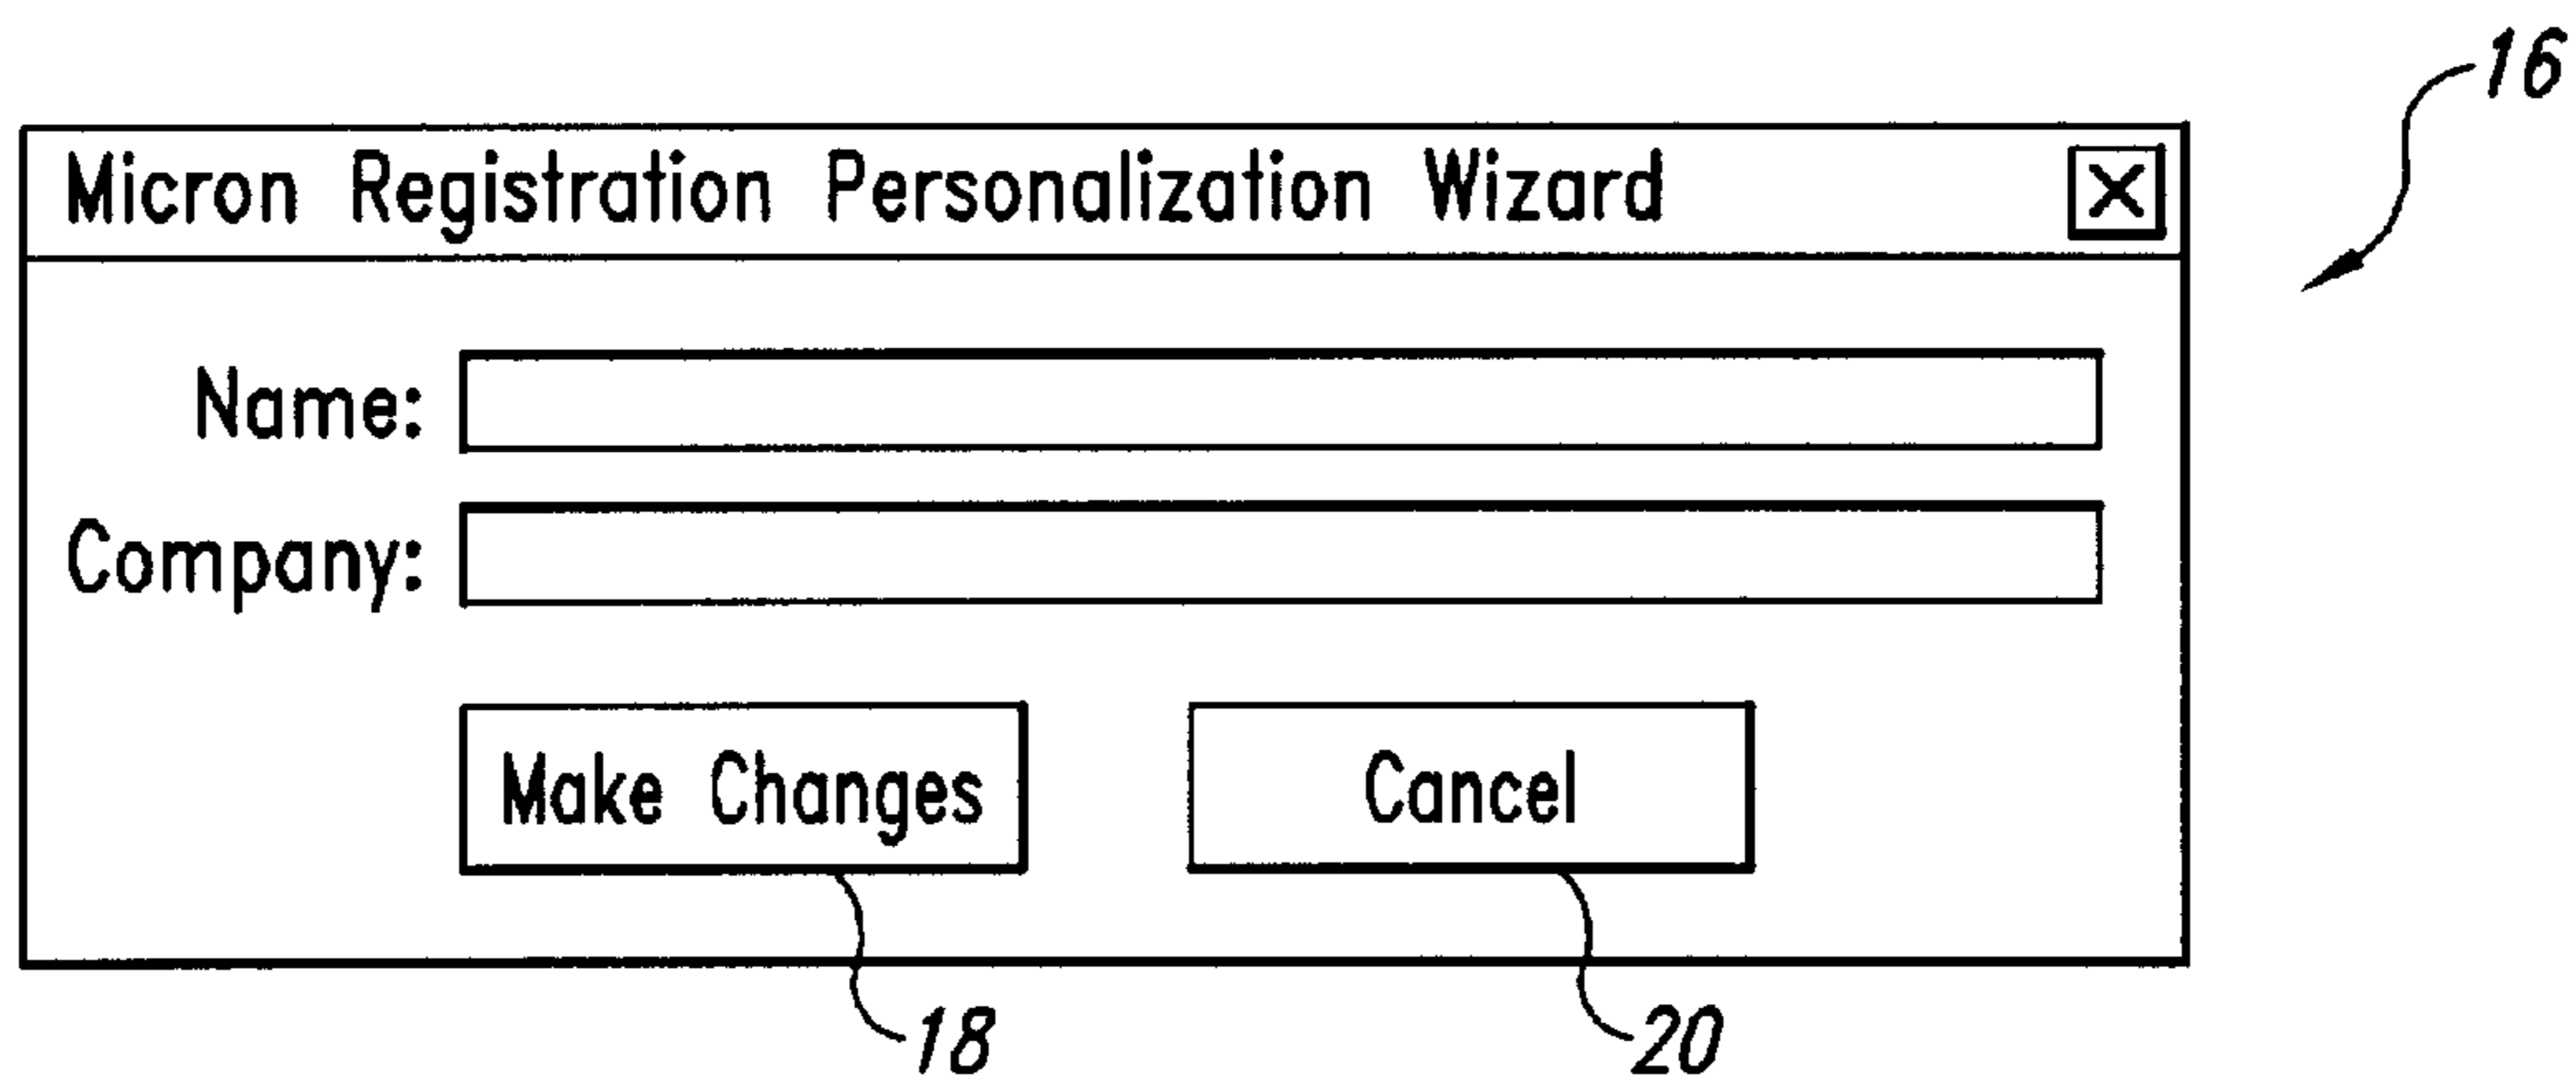 16
Micron Registration Personalization Wizard
Name:
Company:
Make Changes Cancel
18 20